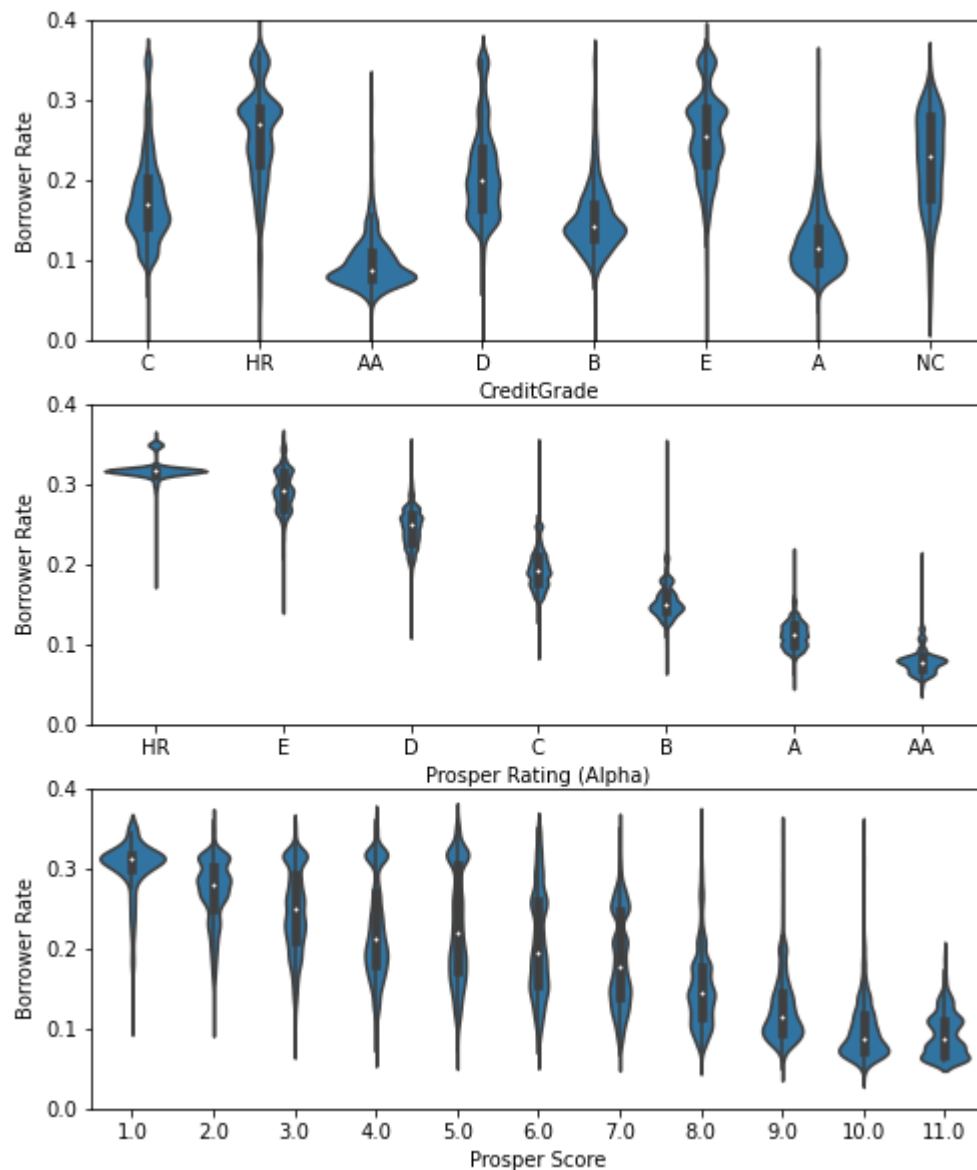 0.4
0.3
0.2
0.1
0.0
Borrower Rate
C HR AA D B E A NC
CreditGrade
0.4
0.3
0.2
0.1
0.0
Borrower Rate
HR E D C B A AA
Prosper Rating (Alpha)
0.4
0.3
0.2
0.1
0.0
Borrower Rate
1.0 2.0 3.0 4.0 5.0 6.0 7.0 8.0 9.0 10.0 11.0
Prosper Score